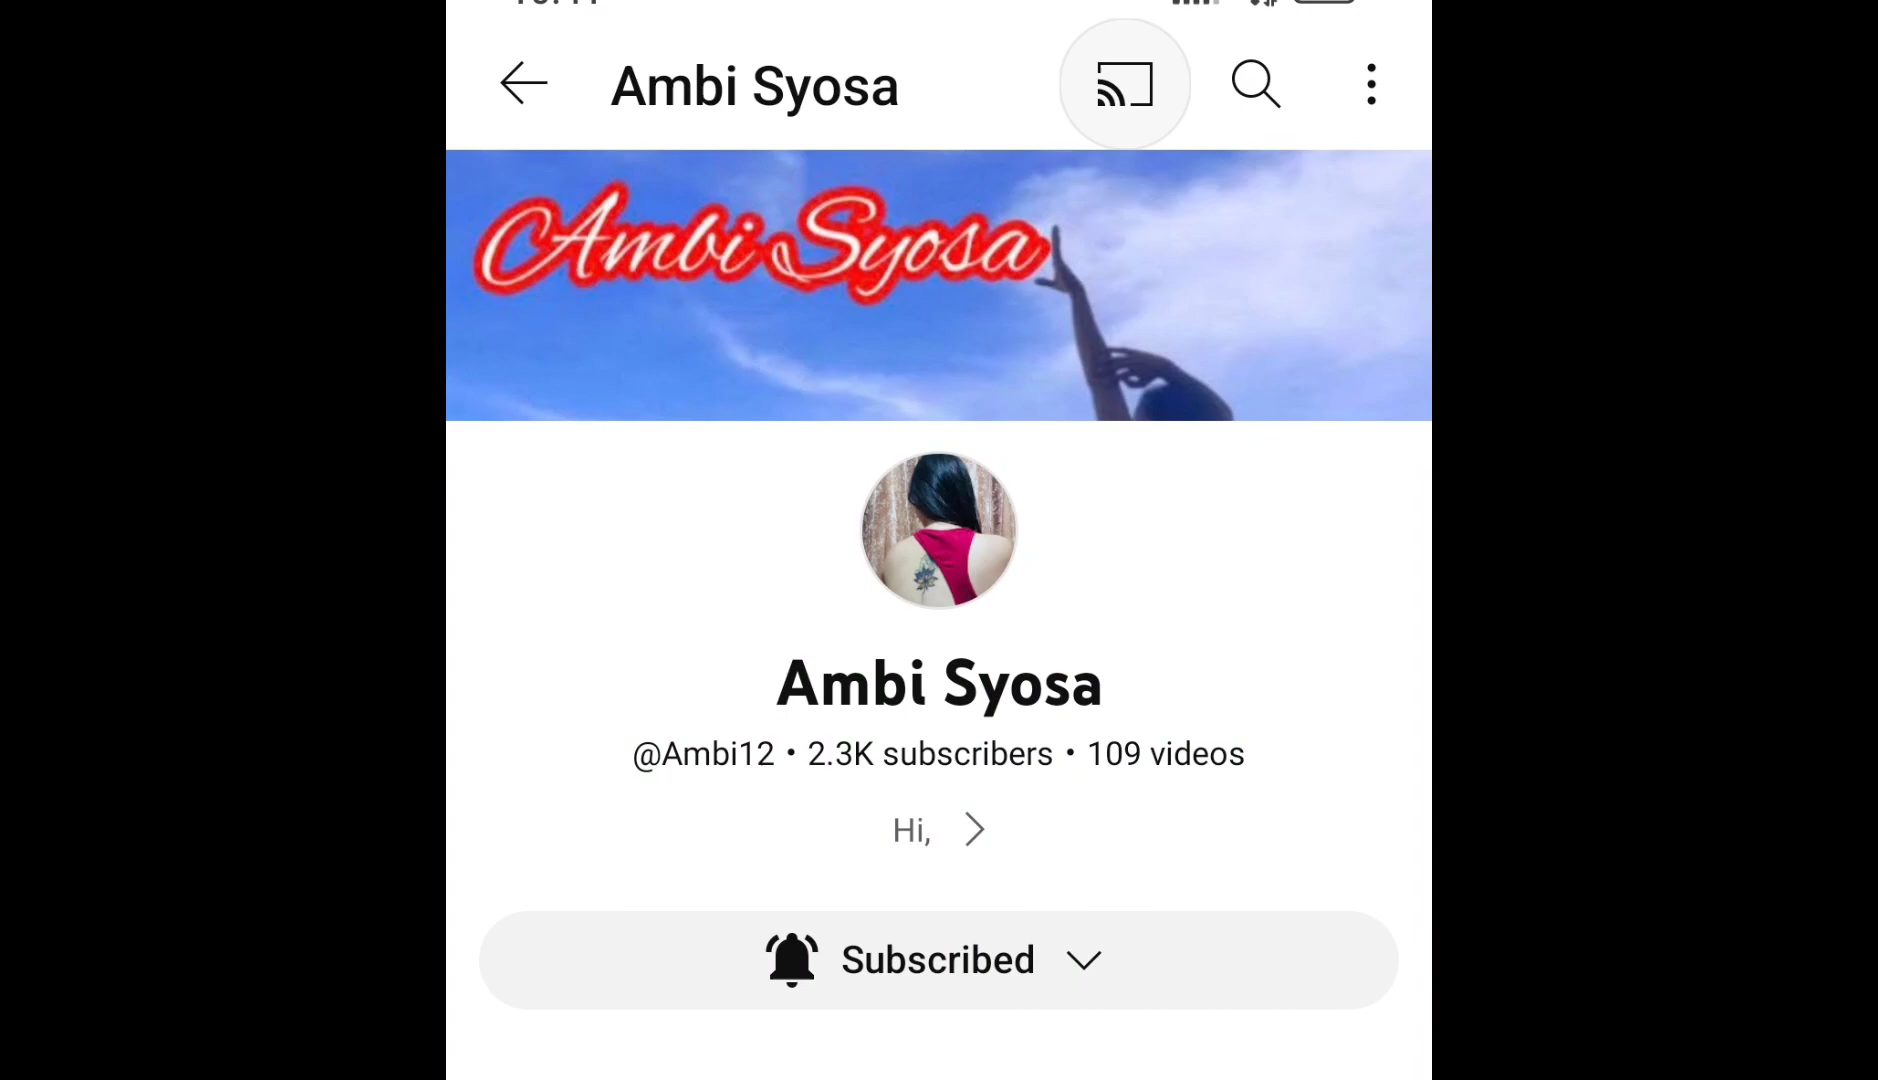 Ambi Syosa
Ambi Syosa
Ambi Syosa
@Ambi12 • 2.3K subscribers • 109 videos
Hi,
Subscribed